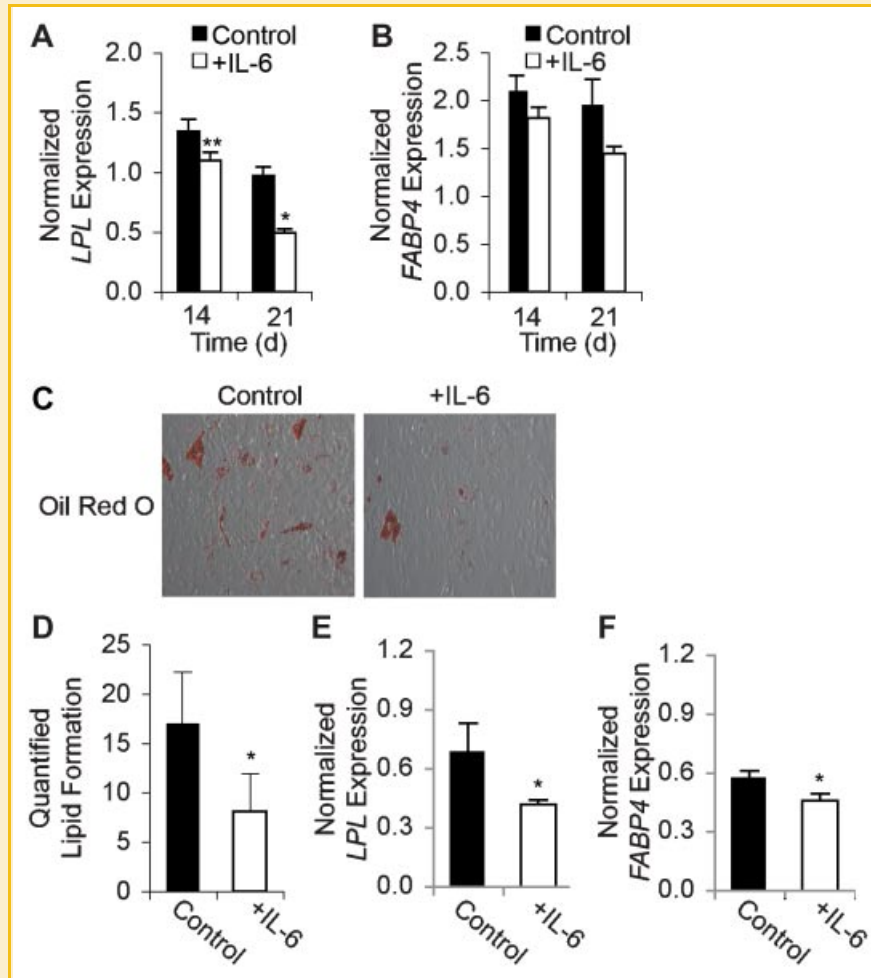 A
Control
+IL-6
2.0
1.5
1.0
0.5
0.0
Normalized
LPL Expression
**
*
14
21
Time (d)
B
Control
+IL-6
2.5
2.0
1.5
1.0
0.5
0.0
Normalized
FABP4 Expression
14
21
Time (d)
C
Control
+IL-6
Oil Red O
D
25
20
15
10
5
0
Quantified
Lipid Formation
*
Control
+IL-6
E
1.2
0.9
0.6
0.3
0.0
Normalized
LPL Expression
*
Control
+IL-6
F
1.2
0.9
0.6
0.3
0.0
Normalized
FABP4 Expression
*
Control
+IL-6